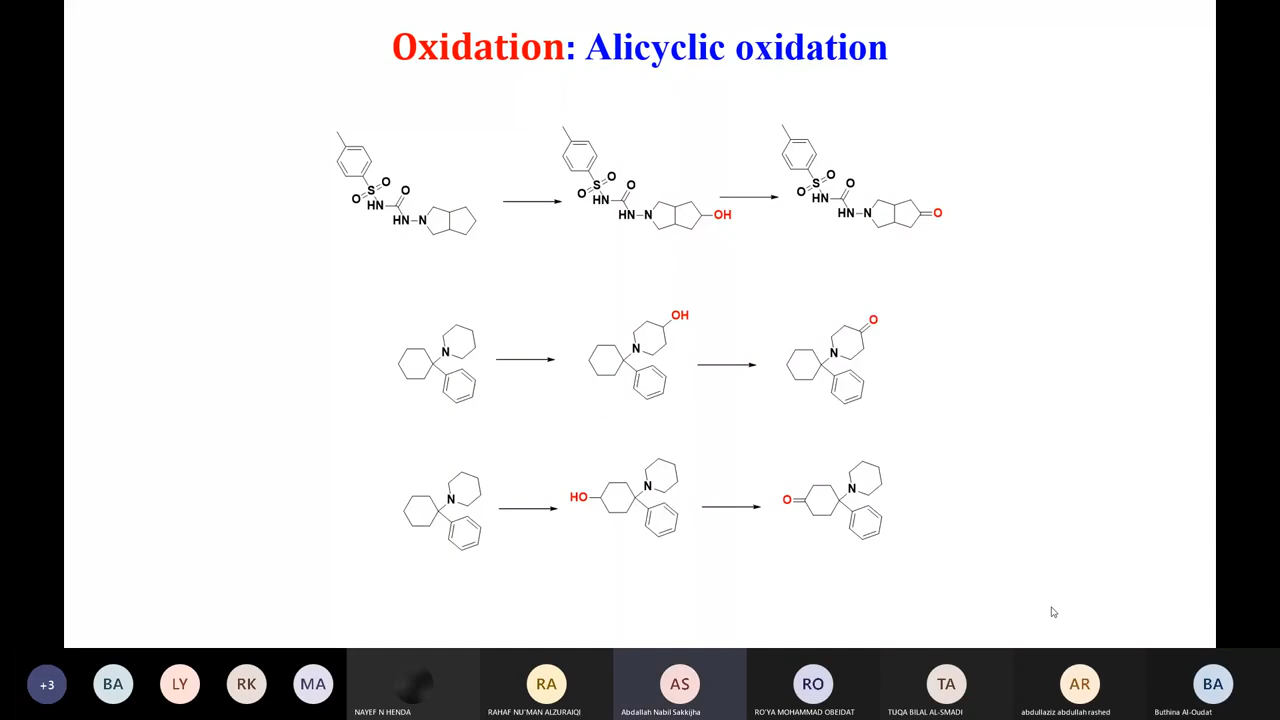 Oxidation: Alicyclic oxidation
S O O HN O HN N
S O O HN O HN N OH
S O O HN O HN N O
N
N OH
N O
N
HO N
O N
+3 BA LY RK MA RA AS RO TA AR BA
NAYEF N HENDA RAHAF NU'MAN ALZURAIQI Abdallah Nabil Sakkijha RO'YA MOHAMMAD OBEIDAT TUQA BILAL AL-SMADI abdullaziz abdullah rashed Buthina Al-Oudat